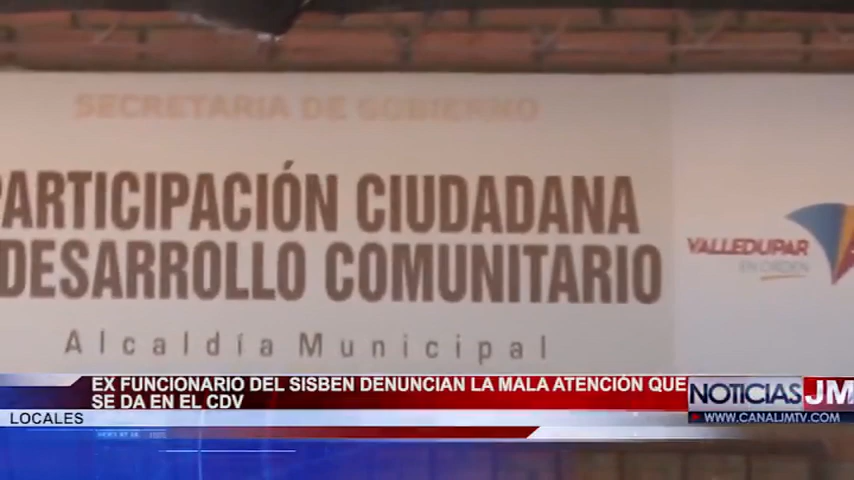 SECRETARIA DE GOBIERNO
PARTICIPACIÓN CIUDADANA
DESARROLLO COMUNITARIO
Alcaldía Municipal
VALLEDUPAR
EN ORDEN
EX FUNCIONARIO DEL SISBEN DENUNCIAN LA MALA ATENCIÓN QUE
SE DA EN EL CDV
NOTICIAS JM
LOCALES
WWW.CANALJMTV.COM